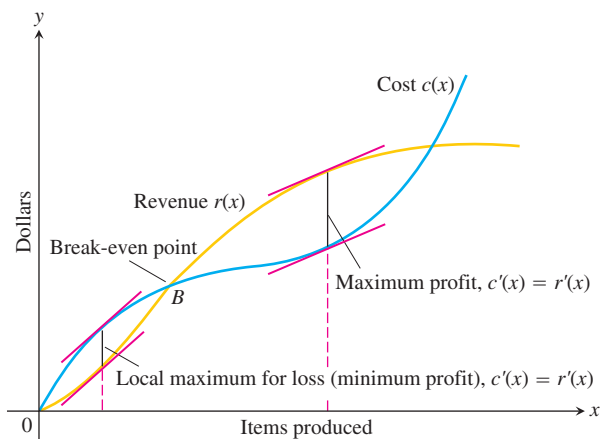 y
Cost c(x)
Revenue r(x)
Dollars
Break-even point
B
Maximum profit, c′(x) = r′(x)
Local maximum for loss (minimum profit), c′(x) = r′(x)
0
x
Items produced